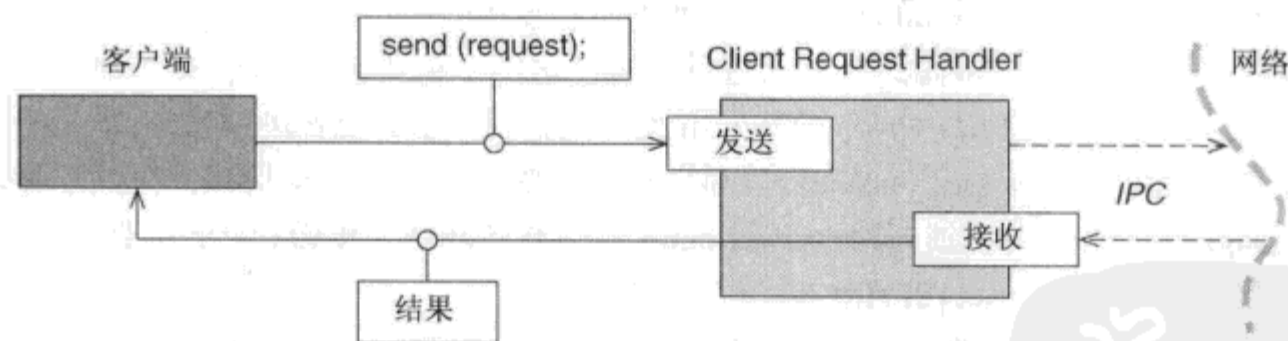 send (request);
客户端
Client Request Handler
网络
发送
IPC
接收
结果